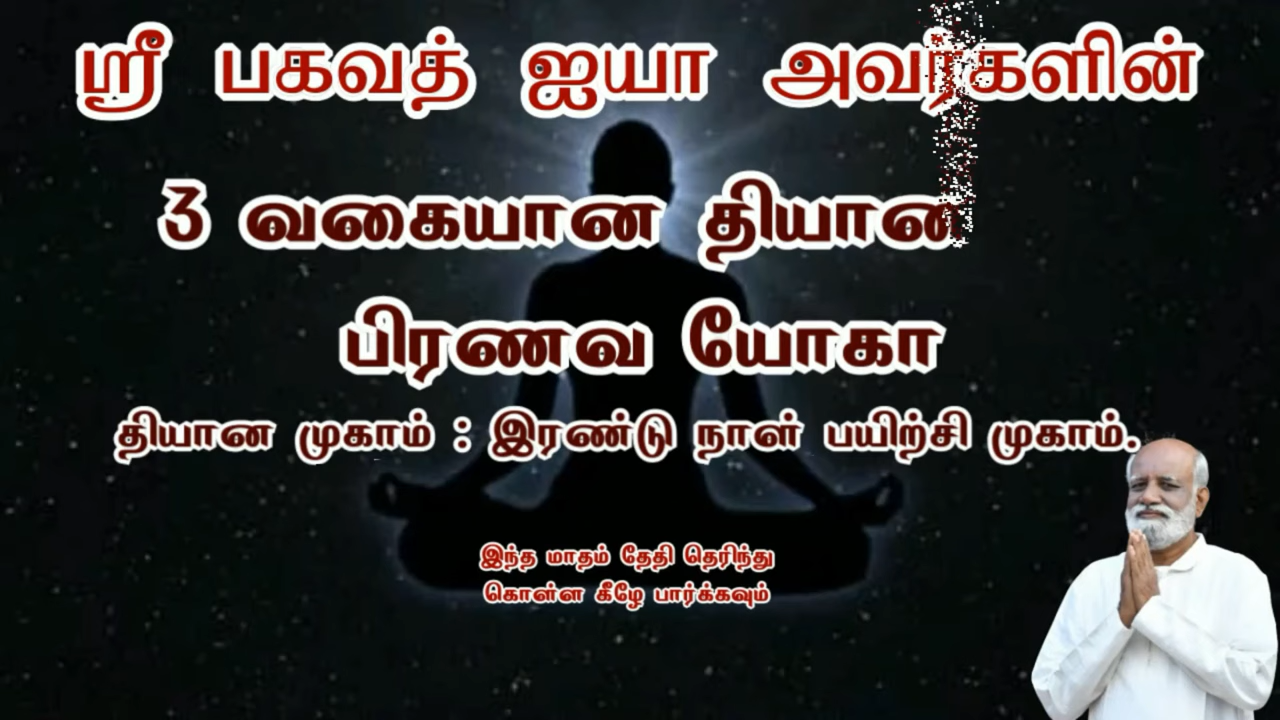 ஸ்ரீ பகவத் ஐயா அவர்களின்
3 வகையான தியான
பிரணவ யோகா
தியான முகாம் : இரண்டு நாள் பயிற்சி முகாம்.
இந்த மாதம் தேதி தெரிந்து
கொள்ள கீழே பார்க்கவும்